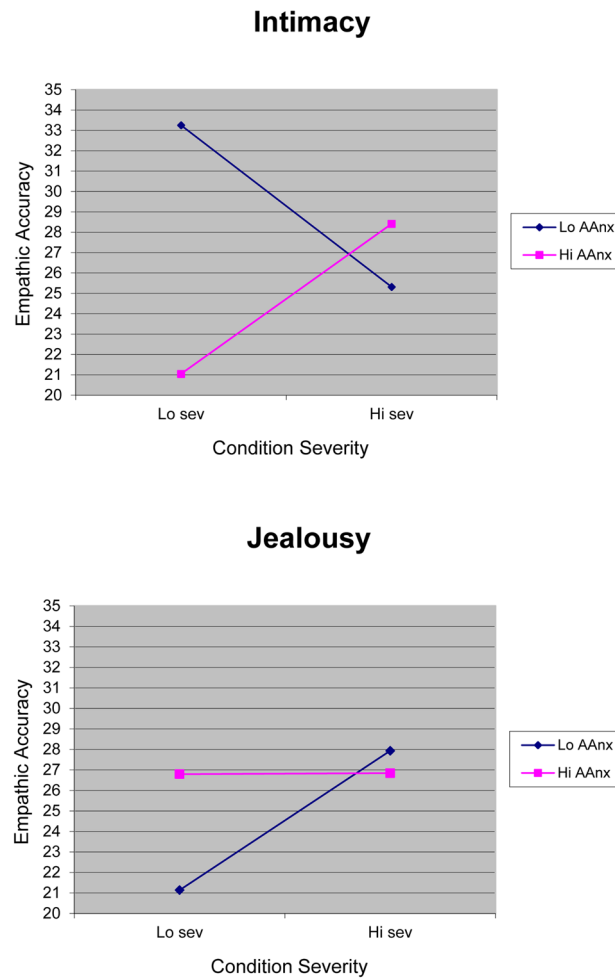 Intimacy
35
34
33
32
31
30
29
28
27
26
25
24
23
22
21
20
Empathic Accuracy
Lo sev Hi sev
Condition Severity
Lo AAnx
Hi AAnx
Jealousy
35
34
33
32
31
30
29
28
27
26
25
24
23
22
21
20
Empathic Accuracy
Lo sev Hi sev
Condition Severity
Lo AAnx
Hi AAnx